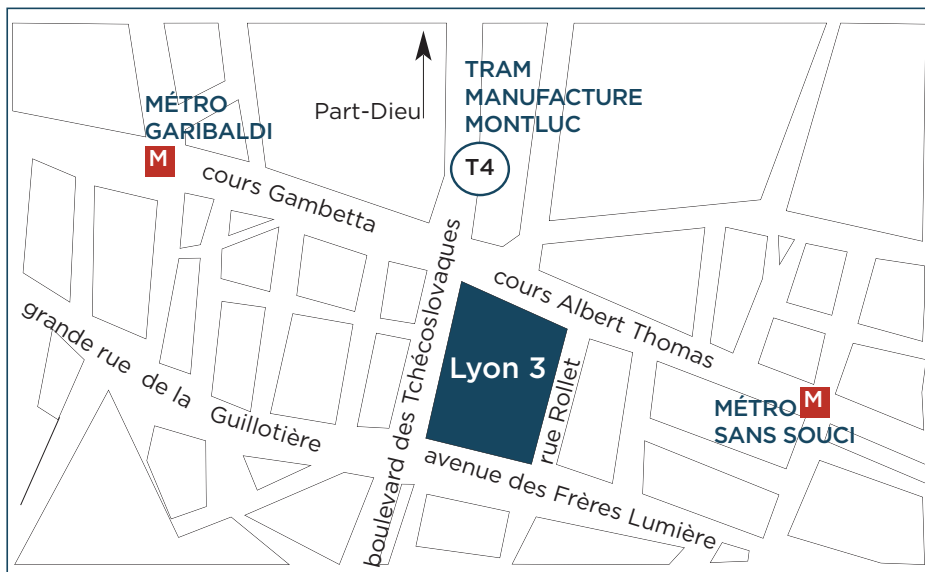 TRAM
MANUFACTURE
MONTLUC
MÉTRO
GARIBALDI
M
Part-Dieu
T4
cours Gambetta
boulevard des Tchécoslovaques
cours Albert Thomas
grande rue de la Guillotière
Lyon 3
rue Rollet
MÉTRO
SANS SOUCI
M
avenue des Frères Lumière